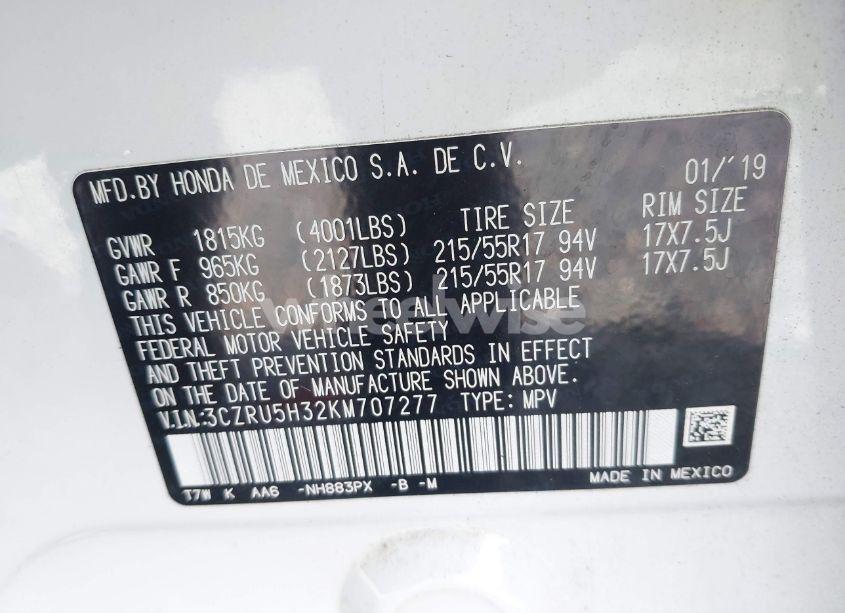 MFD.BY HONDA DE MEXICO S.A. DE C.V. 01/'19
TIRE SIZE RIM SIZE
GVWR 1815KG (4001LBS)
GAWR F 965KG (2127LBS) 215/55R17 94V 17X7.5J
GAWR R 850KG (1873LBS) 215/55R17 94V 17X7.5J
THIS VEHICLE CONFORMS TO ALL APPLICABLE
FEDERAL MOTOR VEHICLE SAFETY
AND THEFT PREVENTION STANDARDS IN EFFECT
ON THE DATE OF MANUFACTURE SHOWN ABOVE.
V.I.N:3CZRU5H32KM707277 TYPE: MPV
T7W K AA6 -NH883PX -B -M MADE IN MEXICO
wheelwise